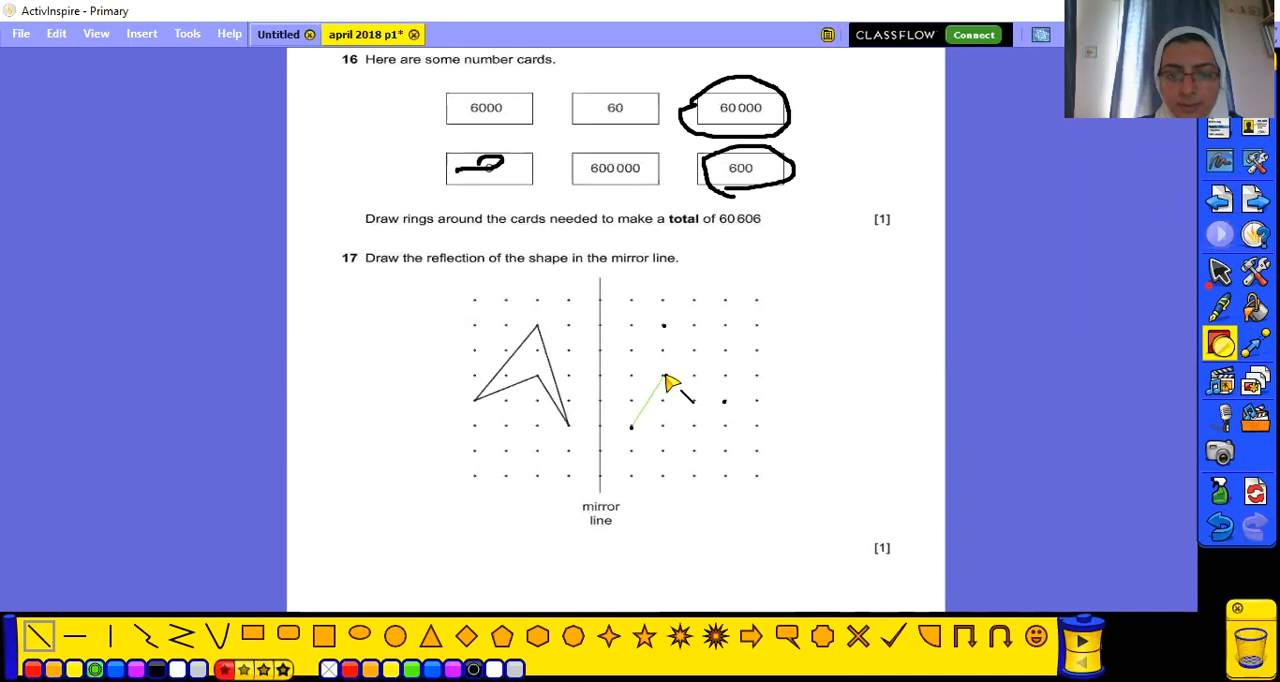 ActivInspire - Primary
File Edit View Insert Tools Help Untitled april 2018 p1* CLASSFLOW Connect
16 Here are some number cards.
6000 60 60 000
600 000 600
Draw rings around the cards needed to make a total of 60 606 [1]
17 Draw the reflection of the shape in the mirror line.
mirror
line
[1]